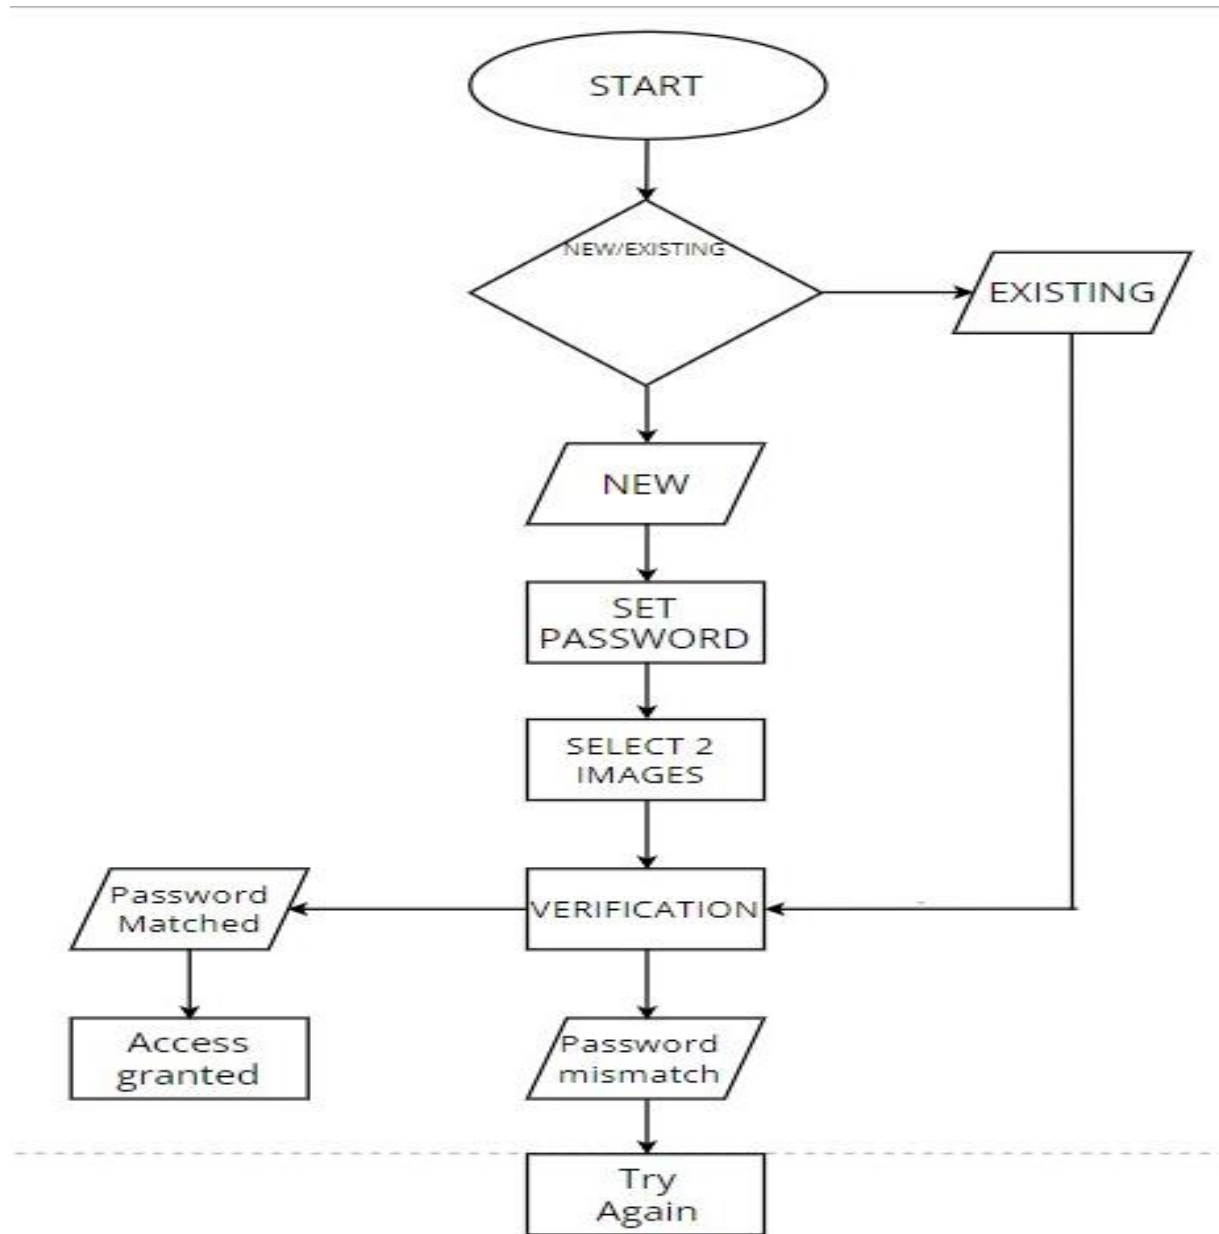 START
NEW/EXISTING
EXISTING
NEW
SET
PASSWORD
SELECT 2
IMAGES
VERIFICATION
Password
Matched
Access
granted
Password
mismatch
Try
Again